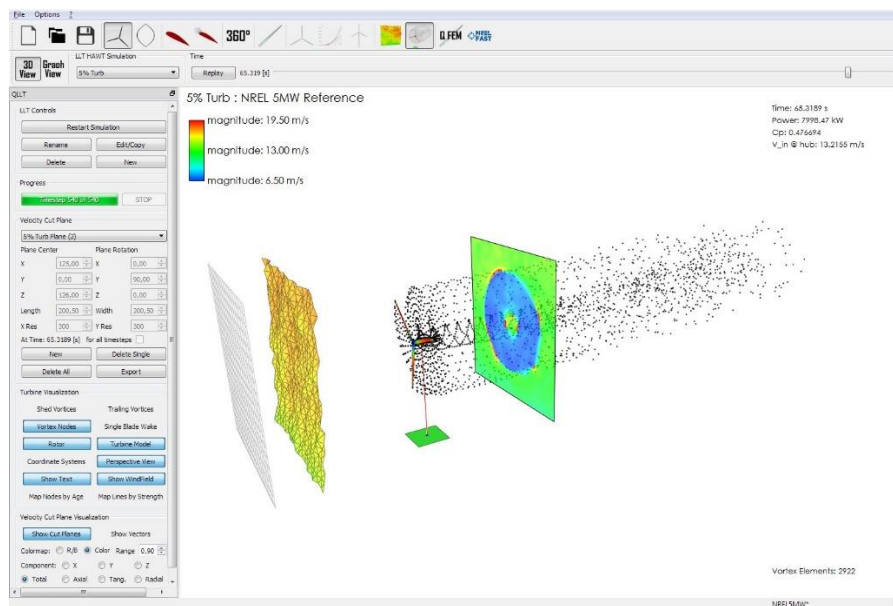 File Options ?
360°
Q FEM NREL FAST
3D View Graph View
LLT HAWT Simulation
5% Turb
Time
Replay 65.319 [s]
QLLT
LLT Controls
Restart Simulation
Rename Edit/Copy
Delete New
Progress
Timestep 540 of 540 STOP
Velocity Cut Plane
5% Turb Plane (2)
Plane Center Plane Rotation
X 125,00 X 0,00
Y 0,00 Y 90,00
Z 126,00 Z 0,00
Length 200,50 Width 200,50
X Res 300 Y Res 300
At Time: 65.3189 [s] for all timesteps
New Delete Single
Delete All Export
Turbine Visualization
Shed Vortices Trailing Vortices
Vortex Nodes Single Blade Wake
Rotor Turbine Model
Coordinate Systems Perspective View
Show Text Show WindField
Map Nodes by Age Map Lines by Strength
Velocity Cut Plane Visualization
Show Cut Planes Show Vectors
Colormap: R/B Color Range 0,90
Component: X Y Z
Total Axial Tang. Radial
5% Turb : NREL 5MW Reference
magnitude: 19.50 m/s
magnitude: 13.00 m/s
magnitude: 6.50 m/s
Time: 65.3189 s
Power: 7998.47 kW
Cp: 0.476694
V_in @ hub: 13.2155 m/s
Vortex Elements: 2922